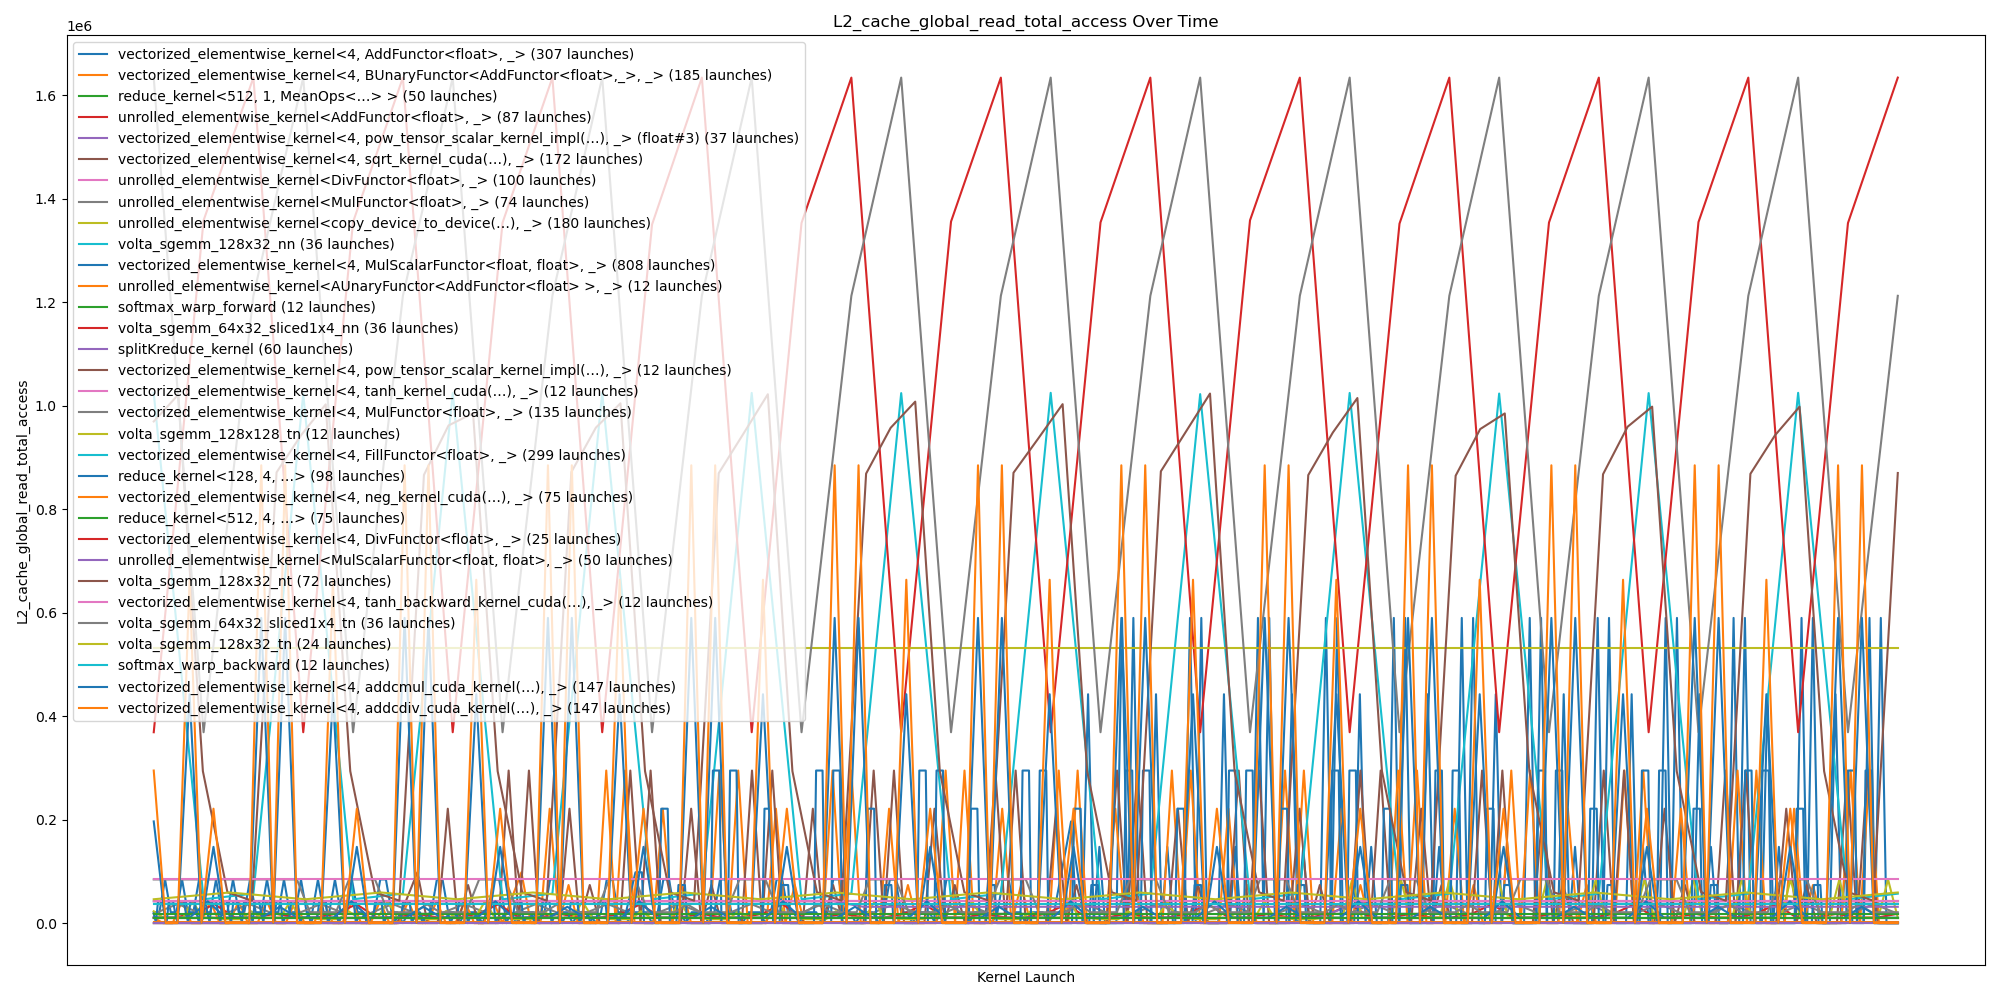 L2_cache_global_read_total_access Over Time
1e6
vectorized_elementwise_kernel<4, AddFunctor<float>, _> (307 launches)
vectorized_elementwise_kernel<4, BUnaryFunctor<AddFunctor<float>,_>, _> (185 launches)
reduce_kernel<512, 1, MeanOps<...> > (50 launches)
unrolled_elementwise_kernel<AddFunctor<float>, _> (87 launches)
vectorized_elementwise_kernel<4, pow_tensor_scalar_kernel_impl(...), _> (float#3) (37 launches)
vectorized_elementwise_kernel<4, sqrt_kernel_cuda(...), _> (172 launches)
unrolled_elementwise_kernel<DivFunctor<float>, _> (100 launches)
unrolled_elementwise_kernel<MulFunctor<float>, _> (74 launches)
unrolled_elementwise_kernel<copy_device_to_device(...), _> (180 launches)
volta_sgemm_128x32_nn (36 launches)
vectorized_elementwise_kernel<4, MulScalarFunctor<float, float>, _> (808 launches)
unrolled_elementwise_kernel<AUnaryFunctor<AddFunctor<float> >, _> (12 launches)
softmax_warp_forward (12 launches)
volta_sgemm_64x32_sliced1x4_nn (36 launches)
splitKreduce_kernel (60 launches)
vectorized_elementwise_kernel<4, pow_tensor_scalar_kernel_impl(...), _> (12 launches)
vectorized_elementwise_kernel<4, tanh_kernel_cuda(...), _> (12 launches)
vectorized_elementwise_kernel<4, MulFunctor<float>, _> (135 launches)
volta_sgemm_128x128_tn (12 launches)
vectorized_elementwise_kernel<4, FillFunctor<float>, _> (299 launches)
reduce_kernel<128, 4, ...> (98 launches)
vectorized_elementwise_kernel<4, neg_kernel_cuda(...), _> (75 launches)
reduce_kernel<512, 4, ...> (75 launches)
vectorized_elementwise_kernel<4, DivFunctor<float>, _> (25 launches)
unrolled_elementwise_kernel<MulScalarFunctor<float, float>, _> (50 launches)
volta_sgemm_128x32_nt (72 launches)
vectorized_elementwise_kernel<4, tanh_backward_kernel_cuda(...), _> (12 launches)
volta_sgemm_64x32_sliced1x4_tn (36 launches)
volta_sgemm_128x32_tn (24 launches)
softmax_warp_backward (12 launches)
vectorized_elementwise_kernel<4, addcmul_cuda_kernel(...), _> (147 launches)
vectorized_elementwise_kernel<4, addcdiv_cuda_kernel(...), _> (147 launches)
L2_cache_global_read_total_access
1.6
1.4
1.2
1.0
0.8
0.6
0.4
0.2
0.0
Kernel Launch